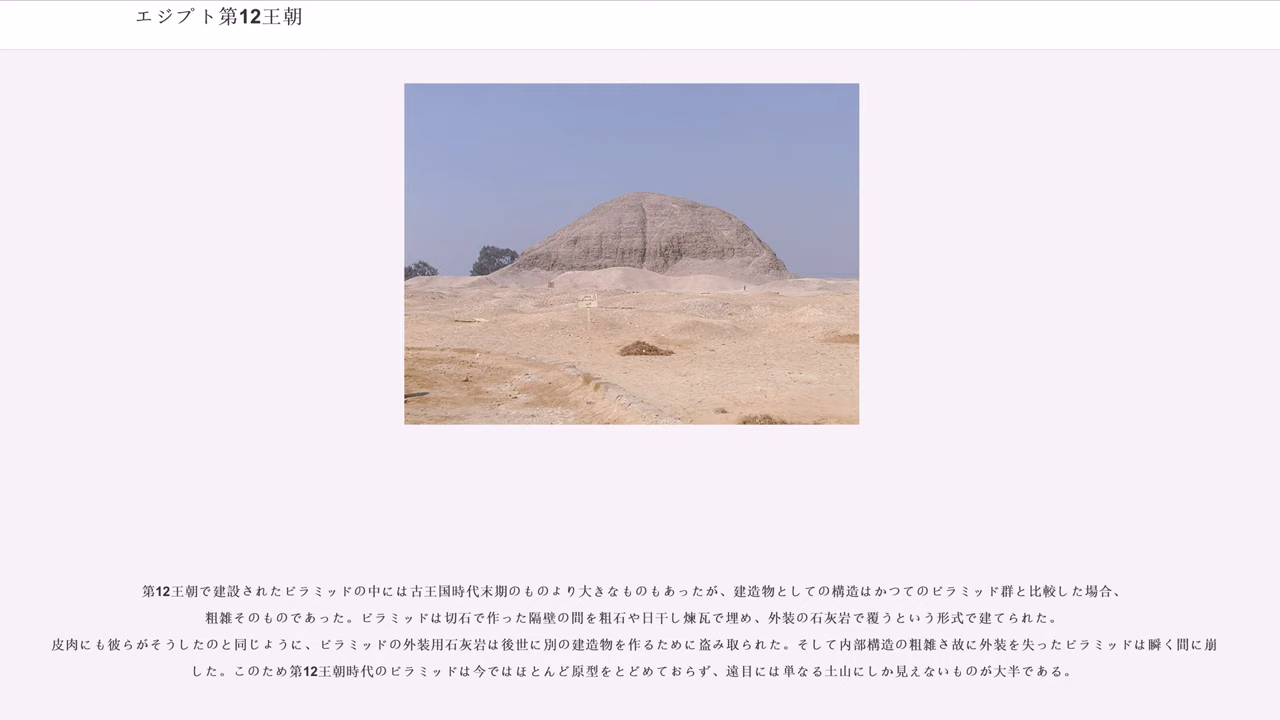 エジプト第12王朝
第12王朝で建設されたピラミッドの中には古王国時代末期のものより大きなものもあったが、建造物としての構造はかつてのピラミッド群と比較した場合、
粗雑そのものであった。ピラミッドは切石で作った隔壁の間を粗石や日干し煉瓦で埋め、外装の石灰岩で覆うという形式で建てられた。
皮肉にも彼らがそうしたのと同じように、ピラミッドの外装用石灰岩は後世に別の建造物を作るために盗み取られた。そして内部構造の粗雑さ故に外装を失ったピラミッドは瞬く間に崩
した。このため第12王朝時代のピラミッドは今ではほとんど原型をとどめておらず、遠目には単なる土山にしか見えないものが大半である。